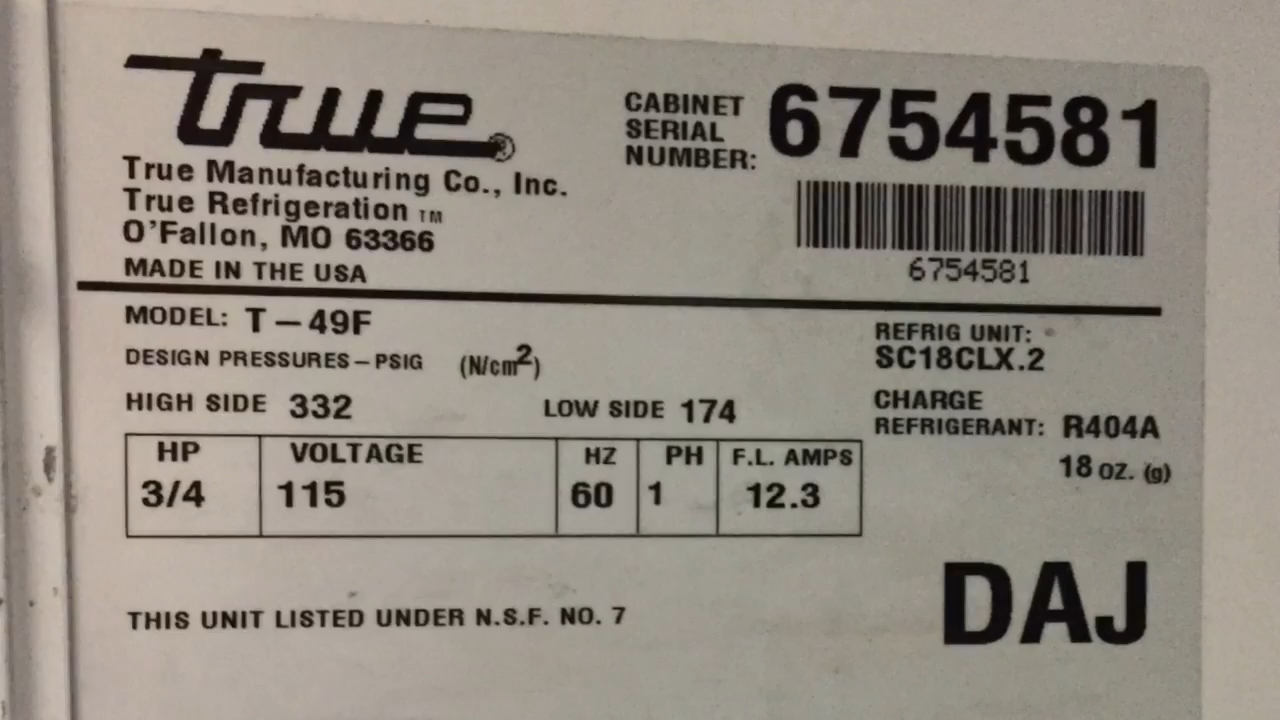 true®
True Manufacturing Co., Inc.
True Refrigeration TM
O'Fallon, MO 63366
MADE IN THE USA
CABINET
SERIAL
NUMBER: 6754581
6754581
MODEL: T-49F
DESIGN PRESSURES-PSIG (N/cm2)
HIGH SIDE 332 LOW SIDE 174
REFRIG UNIT:
SC18CLX.2
CHARGE
REFRIGERANT: R404A
18 oz. (g)
HP VOLTAGE HZ PH F.L. AMPS
3/4 115 60 1 12.3
DAJ
THIS UNIT LISTED UNDER N.S.F. NO. 7